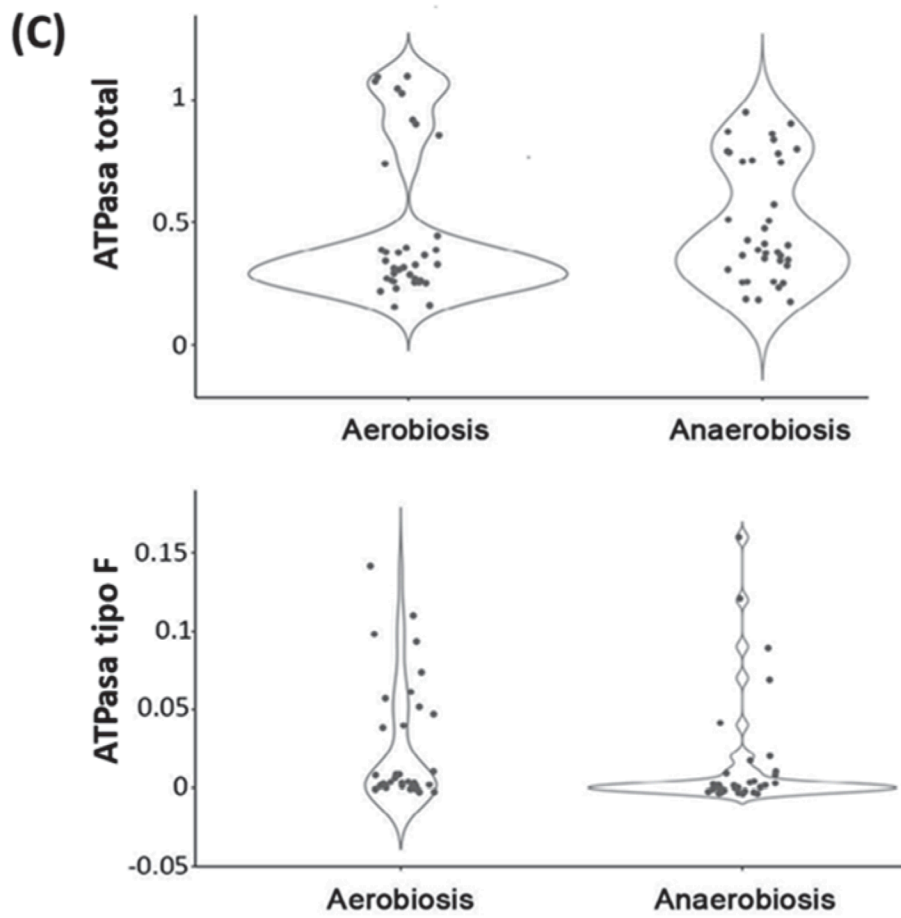 (C)
ATPasa total
1
0.5
0
Aerobiosis Anaerobiosis
ATPasa tipo F
0.15
0.1
0.05
0
-0.05
Aerobiosis Anaerobiosis